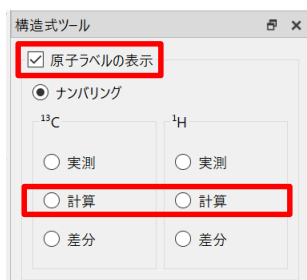 構造式ツール
原子ラベルの表示
ナンバリング
¹³C ¹H
実測 実測
計算 計算
差分 差分